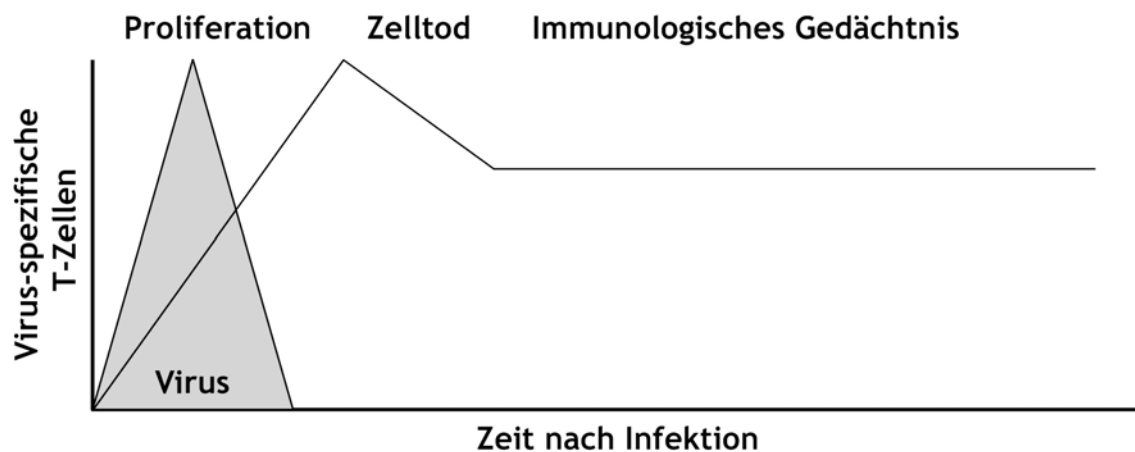 Proliferation Zelltod Immunologisches Gedächtnis
Virus-spezifische
T-Zellen
Virus
Zeit nach Infektion